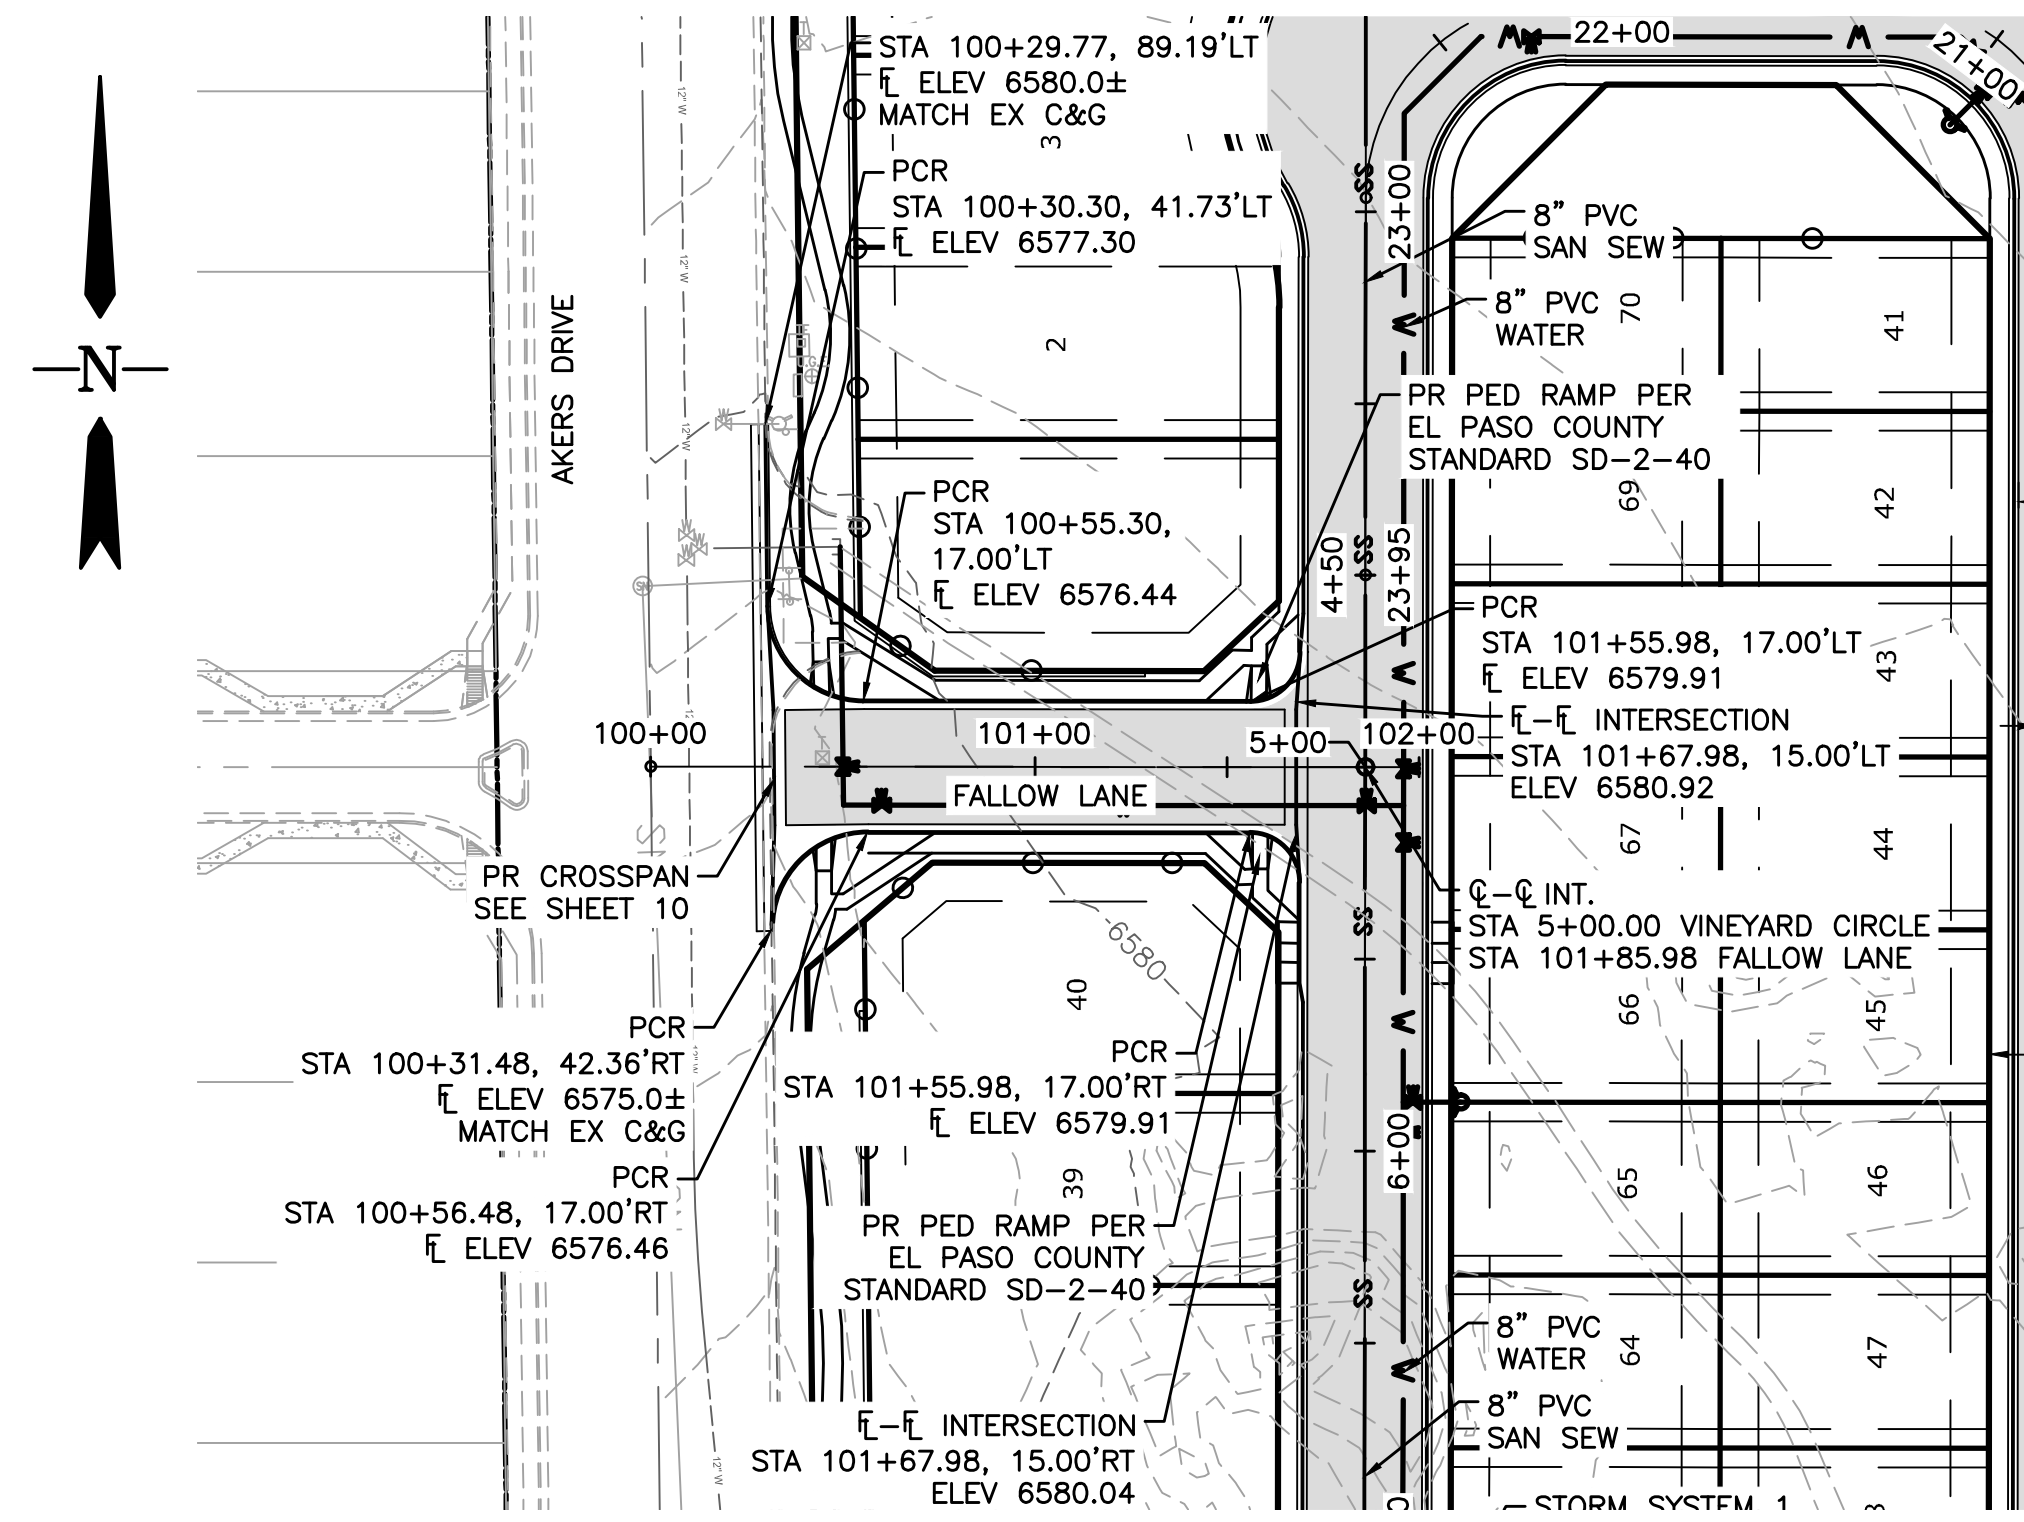 STA 100+29.77, 89.19'LT
FL ELEV 6580.0±
MATCH EX C&G
3
PCR
STA 100+30.30, 41.73'LT
FL ELEV 6577.30
22+00
21+00
23+00
8" PVC
SAN SEW
8" PVC
WATER
70
41
N
AKERS DRIVE
12" W
12" W
12" W
2
PR PED RAMP PER
EL PASO COUNTY
STANDARD SD-2-40
69
42
PCR
STA 100+55.30,
17.00'LT
FL ELEV 6576.44
4+50
23+95
SS
SS
W
PCR
STA 101+55.98, 17.00'LT
FL ELEV 6579.91
43
FL-FL INTERSECTION
STA 101+67.98, 15.00'LT
ELEV 6580.92
100+00
101+00
5+00
102+00
FALLOW LANE
67
44
PR CROSSPAN
SEE SHEET 10
CL-CL INT.
STA 5+00.00 VINEYARD CIRCLE
STA 101+85.98 FALLOW LANE
6580
40
66
45
SS
W
PCR
STA 100+31.48, 42.36'RT
FL ELEV 6575.0±
MATCH EX C&G
PCR
STA 101+55.98, 17.00'RT
FL ELEV 6579.91
6+00
PCR
STA 100+56.48, 17.00'RT
FL ELEV 6576.46
39
65
46
PR PED RAMP PER
EL PASO COUNTY
STANDARD SD-2-40
SS
W
8" PVC
WATER
64
47
8" PVC
SAN SEW
FL-FL INTERSECTION
STA 101+67.98, 15.00'RT
ELEV 6580.04
12" W
STORM SYSTEM 1